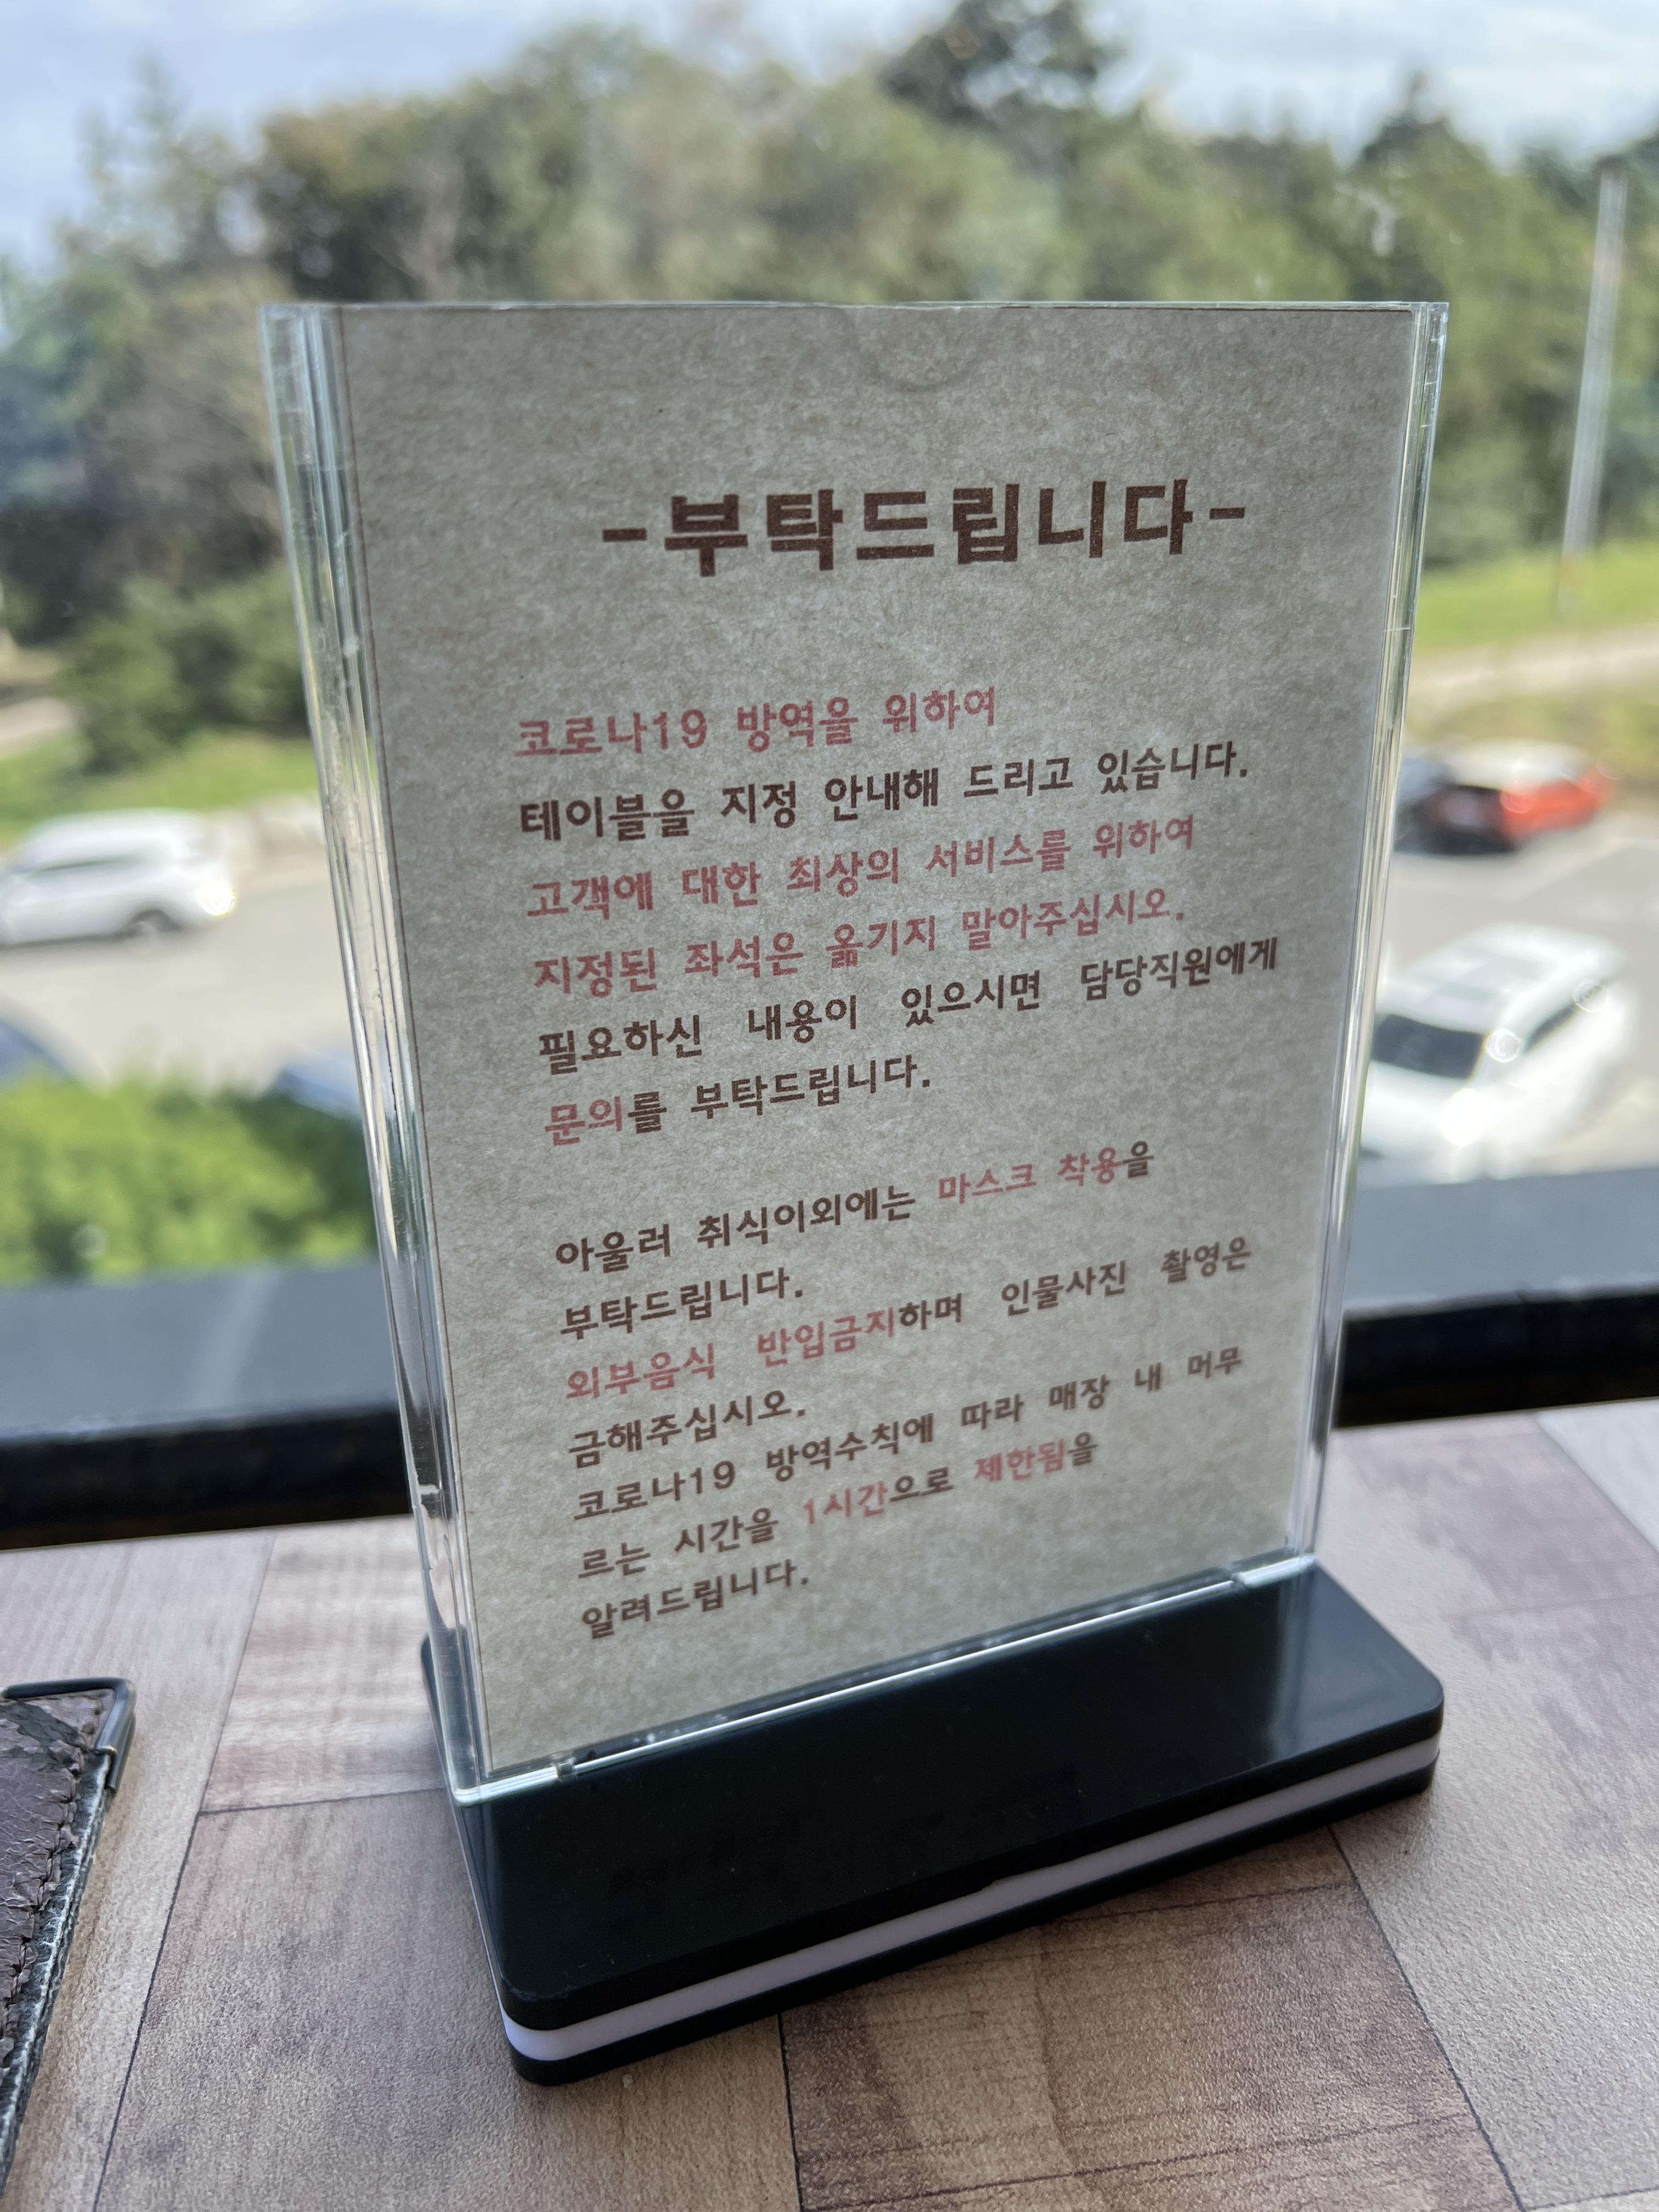 -부탁드립니다-
코로나19 방역을 위하여
테이블을 지정 안내해 드리고 있습니다.
고객에 대한 최상의 서비스를 위하여
지정된 좌석은 옮기지 말아주십시오.
필요하신 내용이 있으시면 담당직원에게
문의를 부탁드립니다.
아울러 취식이외에는 마스크 착용을
부탁드립니다.
외부음식 반입금지하며 인물사진 촬영은
금해주십시오.
코로나19 방역수칙에 따라 매장 내 머무
르는 시간을 1시간으로 제한됨을
알려드립니다.